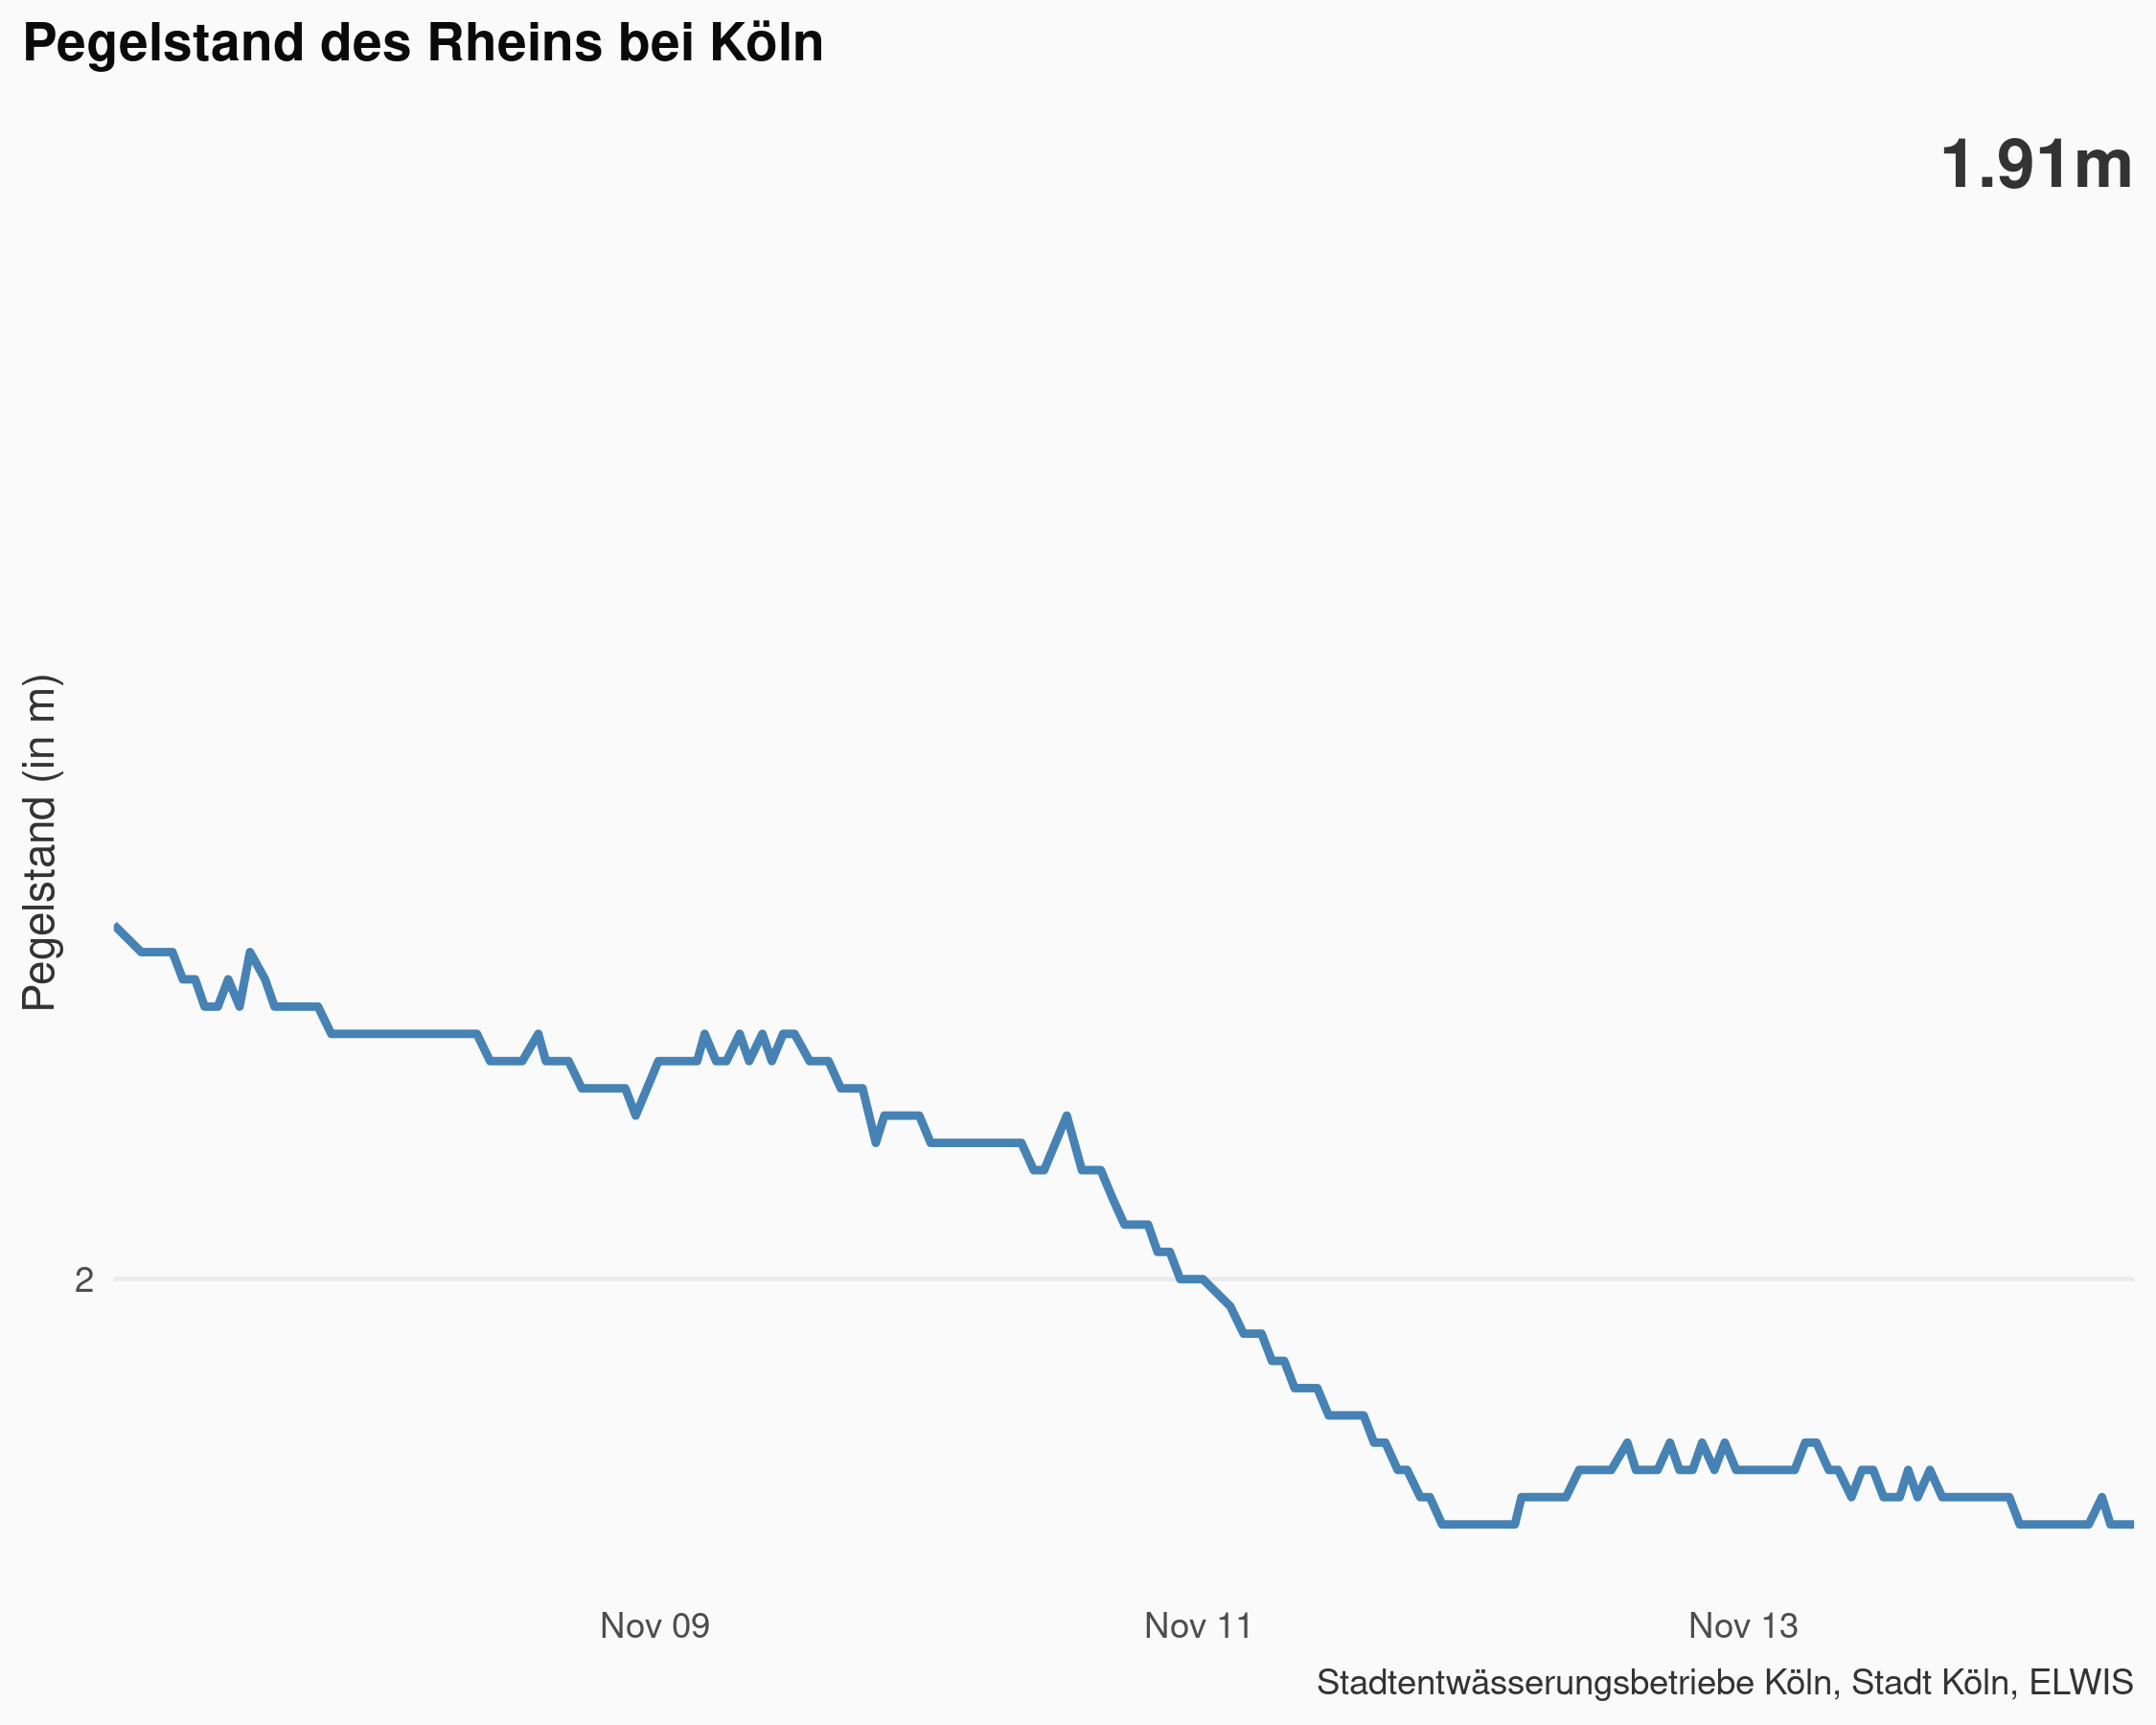 Pegelstand des Rheins bei Köln
1.91m
Pegelstand (in m)
2
Nov 09
Nov 11
Nov 13
Stadtentwässerungsbetriebe Köln, Stadt Köln, ELWIS